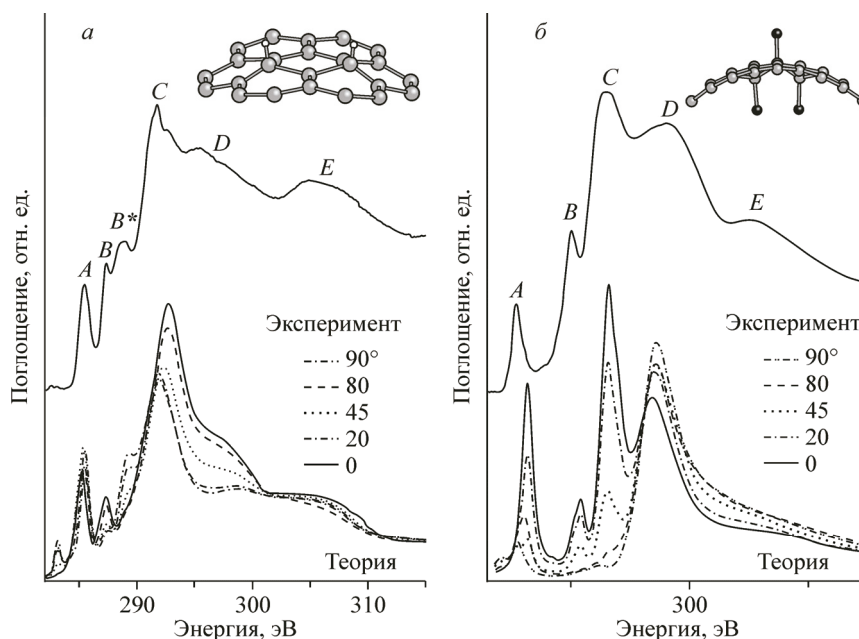 а
C
D
E
B*
A
B
Поглощение, отн. ед.
Эксперимент
90°
80
45
20
0
Теория
290
300
310
Энергия, эВ
б
C
D
B
E
A
Поглощение, отн. ед.
Эксперимент
90°
80
45
20
0
Теория
300
Энергия, эВ